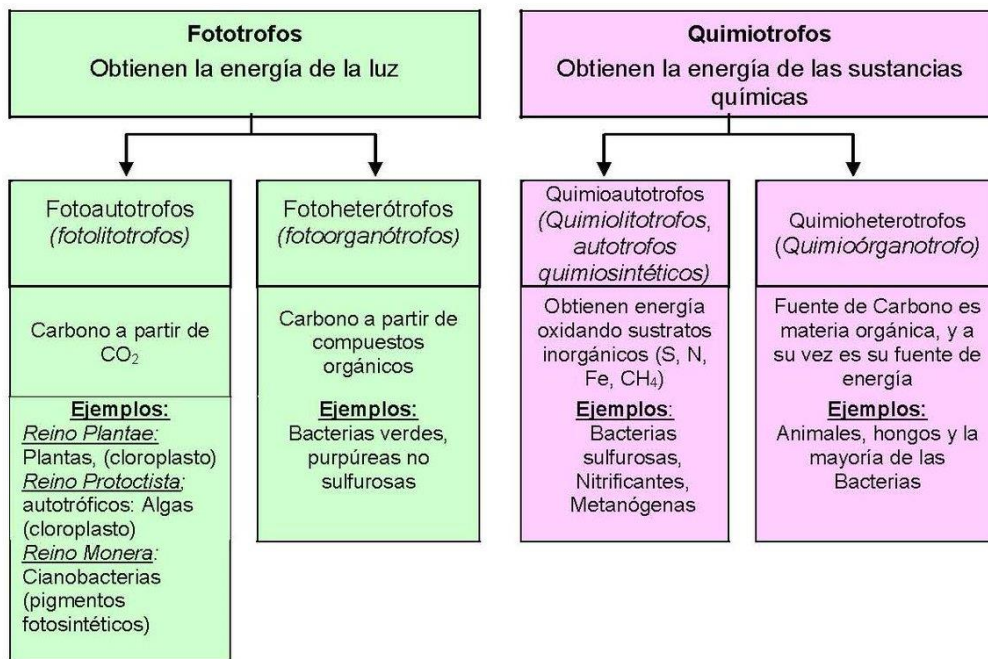 Fototrofos
Obtienen la energía de la luz
Quimiotrofos
Obtienen la energía de las sustancias
químicas
Fotoautotrofos
(fotolitotrofos)
Fotoheterótrofos
(fotoorganótrofos)
Quimioautotrofos
(Quimiolitotrofos,
autotrofos
quimiosintéticos)
Quimioheterotrofos
(Quimioórganotrofo)
Carbono a partir de
CO₂
Ejemplos:
Reino Plantae:
Plantas, (cloroplasto)
Reino Protoctista;
autotróficos: Algas
(cloroplasto)
Reino Monera:
Cianobacterias
(pigmentos
fotosintéticos)
Carbono a partir de
compuestos
orgánicos
Ejemplos:
Bacterias verdes,
purpúreas no
sulfurosas
Obtienen energía
oxidando sustratos
inorgánicos (S, N,
Fe, CH₄)
Ejemplos:
Bacterias
sulfurosas,
Nitrificantes,
Metanógenas
Fuente de Carbono es
materia orgánica, y a
su vez es su fuente de
energía
Ejemplos:
Animales, hongos y la
mayoría de las
Bacterias